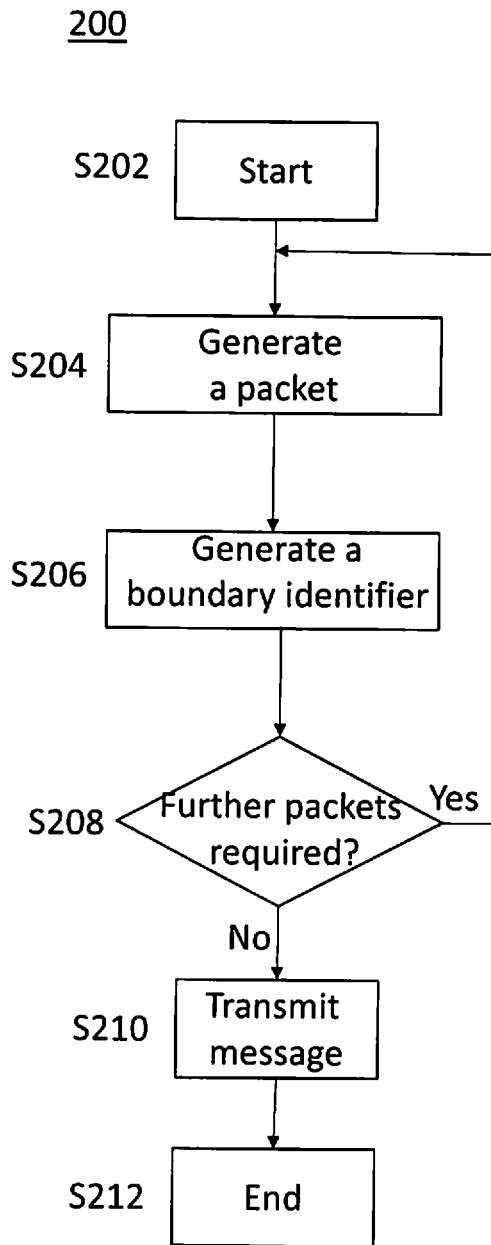 200
S202
Start
S204
Generate
a packet
S206
Generate a
boundary identifier
S208
Further packets
required?
Yes
No
S210
Transmit
message
S212
End